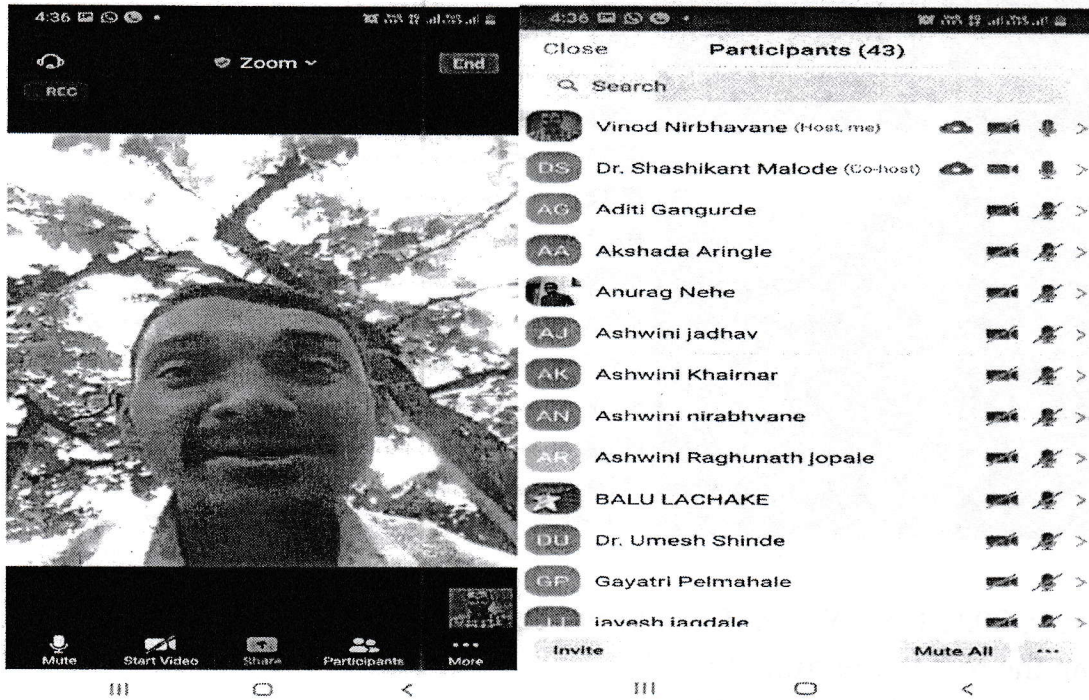 4:36
Zoom
End
REC
Mute
Start Video
Share
Participants
More
4:36
Close
Participants (43)
Search
Vinod Nirbhavane (Host, me)
DS
Dr. Shashikant Malode (Co-host)
AG
Aditi Gangurde
AA
Akshada Aringle
Anurag Nehe
AJ
Ashwini jadhav
AK
Ashwini Khairnar
AN
Ashwini nirabhvane
AR
Ashwini Raghunath jopale
BALU LACHAKE
DU
Dr. Umesh Shinde
GP
Gayatri Pelmahale
jayesh jagdale
Invite
Mute All